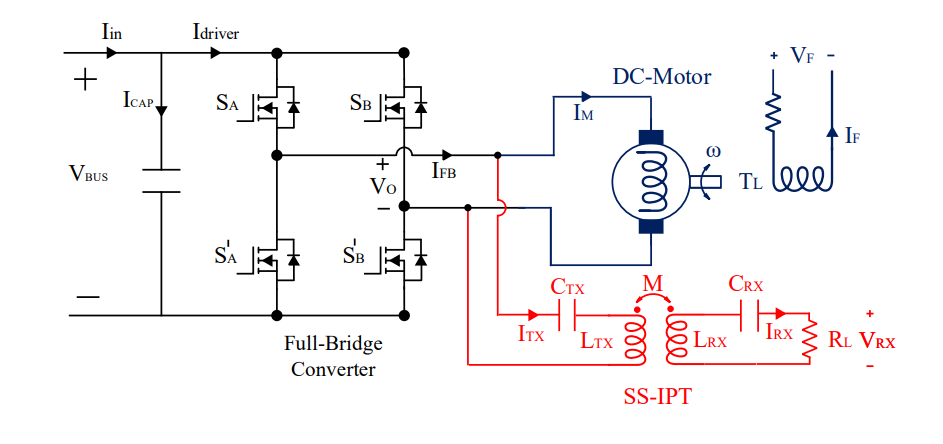 Iin
Idriver
+ VF −
DC-Motor
+
ICAP
SA
SB
IM
IF
ω
VBUS
+
VO
−
IFB
TL
S'A
S'B
−
CTX
M
CRX
ITX
LTX
LRX
IRX
+
RL VRX
−
Full-Bridge
Converter
SS-IPT